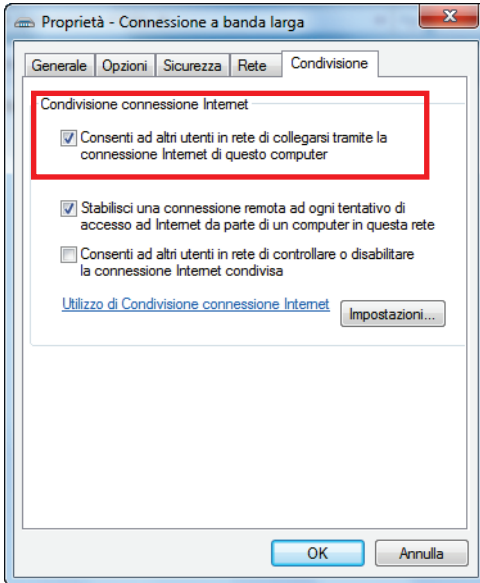 Proprietà - Connessione a banda larga
Generale Opzioni Sicurezza Rete Condivisione
Condivisione connessione Internet
Consenti ad altri utenti in rete di collegarsi tramite la
connessione Internet di questo computer
Stabilisci una connessione remota ad ogni tentativo di
accesso ad Internet da parte di un computer in questa rete
Consenti ad altri utenti in rete di controllare o disabilitare
la connessione Internet condivisa
Utilizzo di Condivisione connessione Internet Impostazioni...
OK Annulla